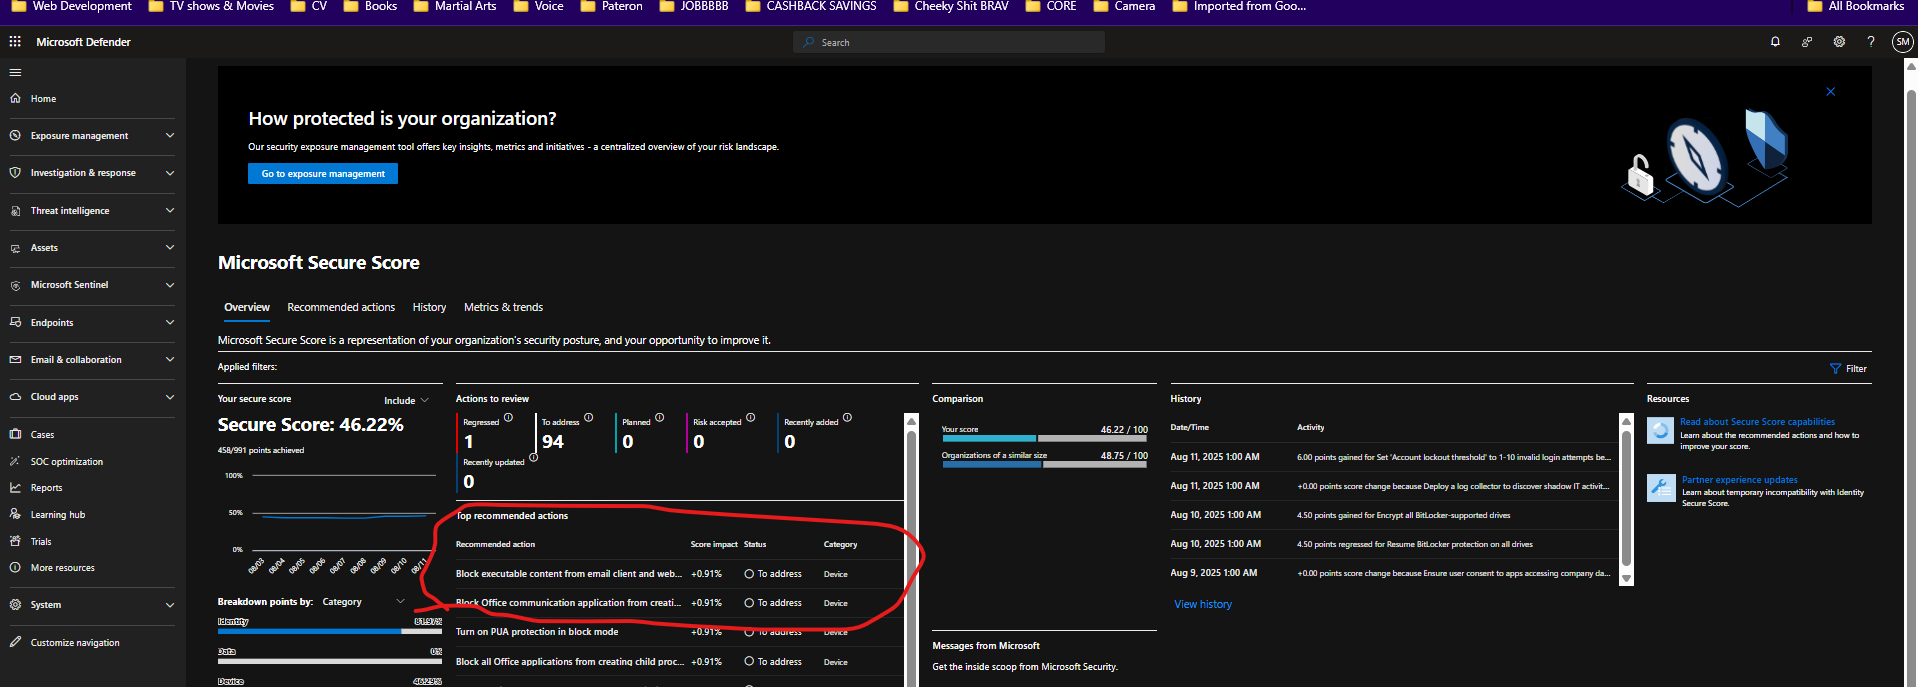 Web Development TV shows & Movies CV Books Martial Arts Voice Pateron JOBBBBB CASHBACK SAVINGS Cheeky Shit BRAV CORE Camera Imported from Goo... All Bookmarks
Microsoft Defender
Search
SM
Home
Exposure management
Investigation & response
Threat intelligence
Assets
Microsoft Sentinel
Endpoints
Email & collaboration
Cloud apps
Cases
SOC optimization
Reports
Learning hub
Trials
More resources
System
Customize navigation
How protected is your organization?
Our security exposure management tool offers key insights, metrics and initiatives - a centralized overview of your risk landscape.
Go to exposure management
Microsoft Secure Score
Overview Recommended actions History Metrics & trends
Microsoft Secure Score is a representation of your organization's security posture, and your opportunity to improve it.
Applied filters:
Filter
Your secure score
Include
Secure Score: 46.22%
458/991 points achieved
100%
50%
0%
08/03 08/04 08/05 08/06 08/07 08/08 08/09 08/10 08/11
Breakdown points by: Category
Identity 81.97%
Data 0%
Device 46.29%
Actions to review
Regressed To address Planned Risk accepted Recently added
1 94 0 0 0
Recently updated
0
Top recommended actions
Recommended action Score impact Status Category
Block executable content from email client and web... +0.91% To address Device
Block Office communication application from creati... +0.91% To address Device
Turn on PUA protection in block mode +0.91% To address Device
Block all Office applications from creating child proc... +0.91% To address Device
Comparison
Your score 46.22 / 100
Organizations of a similar size 48.75 / 100
Messages from Microsoft
Get the inside scoop from Microsoft Security.
History
Date/Time Activity
Aug 11, 2025 1:00 AM 6.00 points gained for Set 'Account lockout threshold' to 1-10 invalid login attempts be...
Aug 11, 2025 1:00 AM +0.00 points score change because Deploy a log collector to discover shadow IT activit...
Aug 10, 2025 1:00 AM 4.50 points gained for Encrypt all BitLocker-supported drives
Aug 10, 2025 1:00 AM 4.50 points regressed for Resume BitLocker protection on all drives
Aug 9, 2025 1:00 AM +0.00 points score change because Ensure user consent to apps accessing company da...
View history
Resources
Read about Secure Score capabilities
Learn about the recommended actions and how to
improve your score.
Partner experience updates
Learn about temporary incompatibility with Identity
Secure Score.